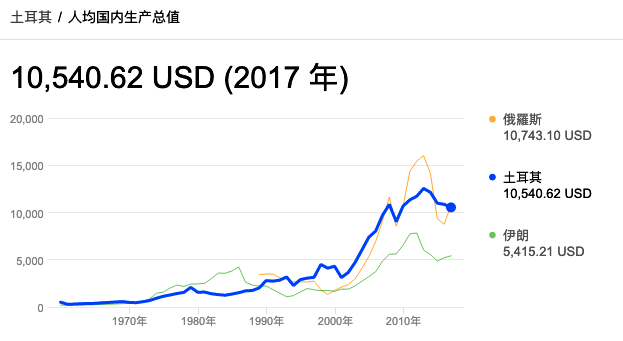 土耳其 / 人均国内生产总值
10,540.62 USD (2017 年)
20,000
15,000
10,000
5,000
0
1970年
1980年
1990年
2000年
2010年
俄羅斯
10,743.10 USD
土耳其
10,540.62 USD
伊朗
5,415.21 USD